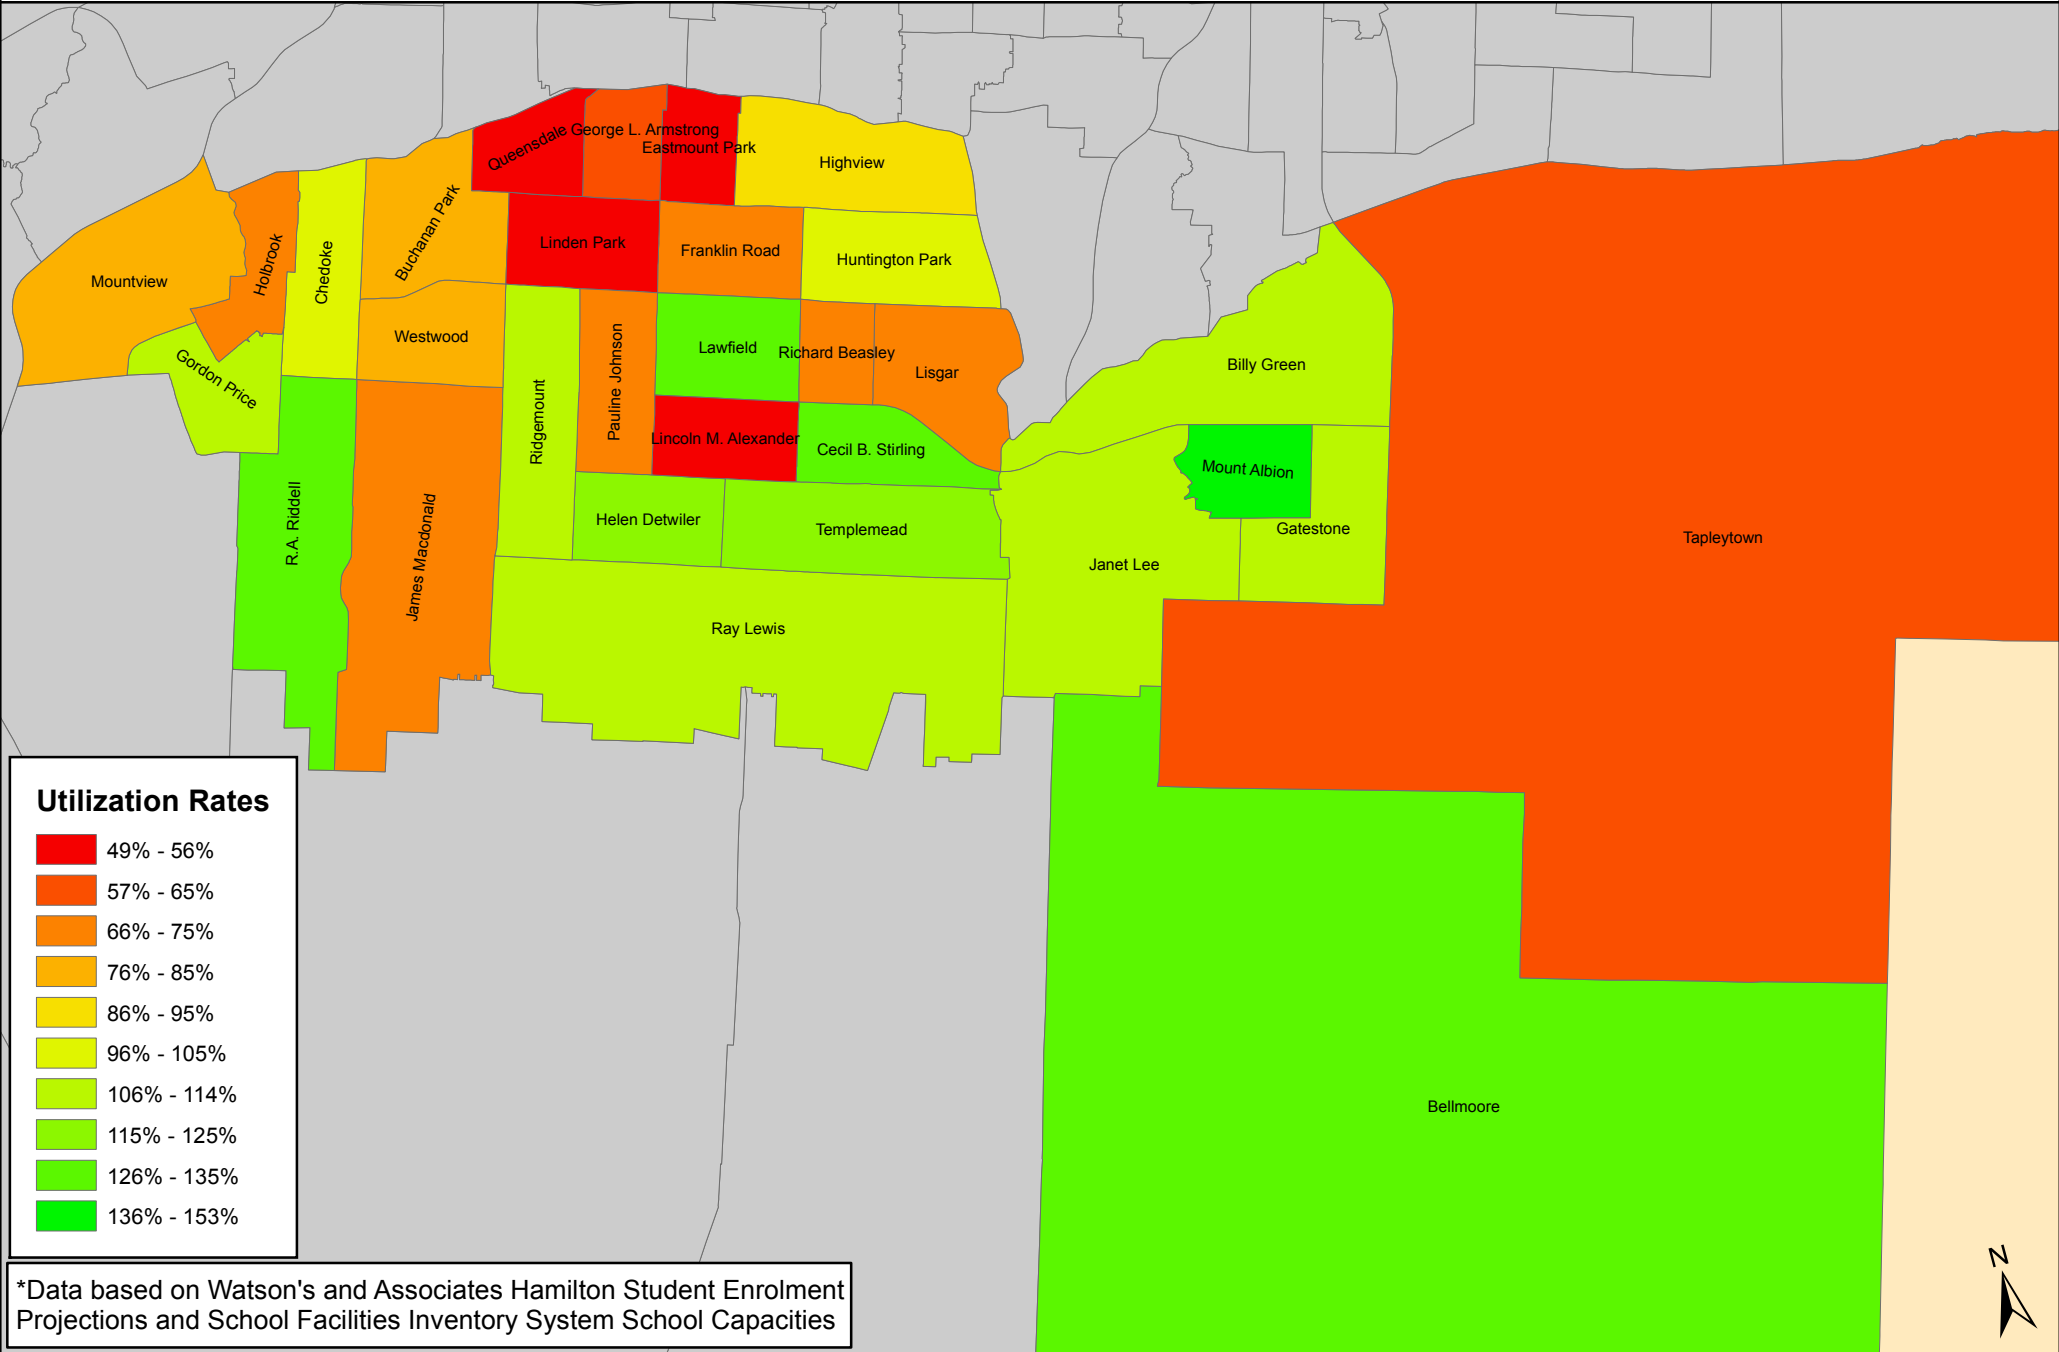 Queensdale
George L. Armstrong
Eastmount Park
Highview
Buchanan Park
Linden Park
Franklin Road
Huntington Park
Mountview
Holbrook
Chedoke
Westwood
Gordon Price
Ridgemount
Pauline Johnson
Lawfield
Richard Beasley
Lisgar
Billy Green
Lincoln M. Alexander
Cecil B. Stirling
Mount Albion
R.A. Riddell
James Macdonald
Helen Detwiler
Templemead
Gatestone
Janet Lee
Tapleytown
Ray Lewis
Bellmoore
Utilization Rates
49% - 56%
57% - 65%
66% - 75%
76% - 85%
86% - 95%
96% - 105%
106% - 114%
115% - 125%
126% - 135%
136% - 153%
*Data based on Watson's and Associates Hamilton Student Enrolment
Projections and School Facilities Inventory System School Capacities
N